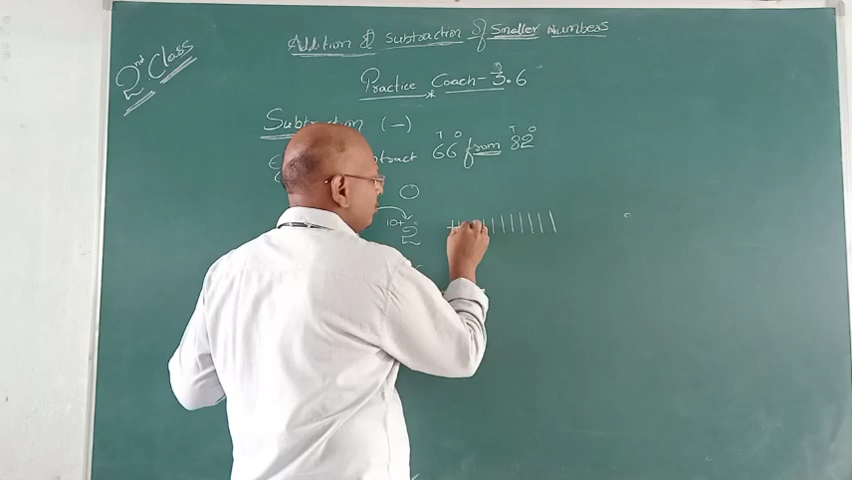 Addition & Subtraction of Smaller Numbers
2nd Class
Practice Coach - 3.6
Subtraction (-)
T O T O
66 from 82
O
10+
2